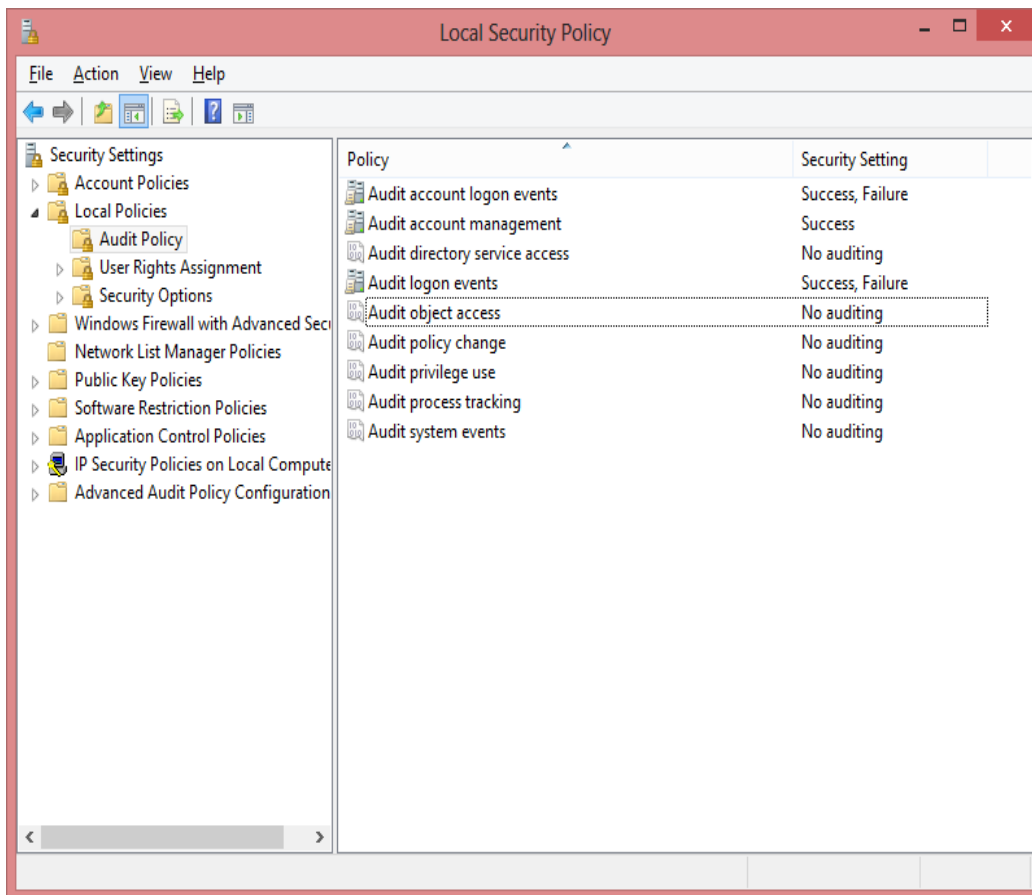 Local Security Policy
File Action View Help
Security Settings
Account Policies
Local Policies
Audit Policy
User Rights Assignment
Security Options
Windows Firewall with Advanced Secu
Network List Manager Policies
Public Key Policies
Software Restriction Policies
Application Control Policies
IP Security Policies on Local Compute
Advanced Audit Policy Configuration
Policy Security Setting
Audit account logon events Success, Failure
Audit account management Success
Audit directory service access No auditing
Audit logon events Success, Failure
Audit object access No auditing
Audit policy change No auditing
Audit privilege use No auditing
Audit process tracking No auditing
Audit system events No auditing